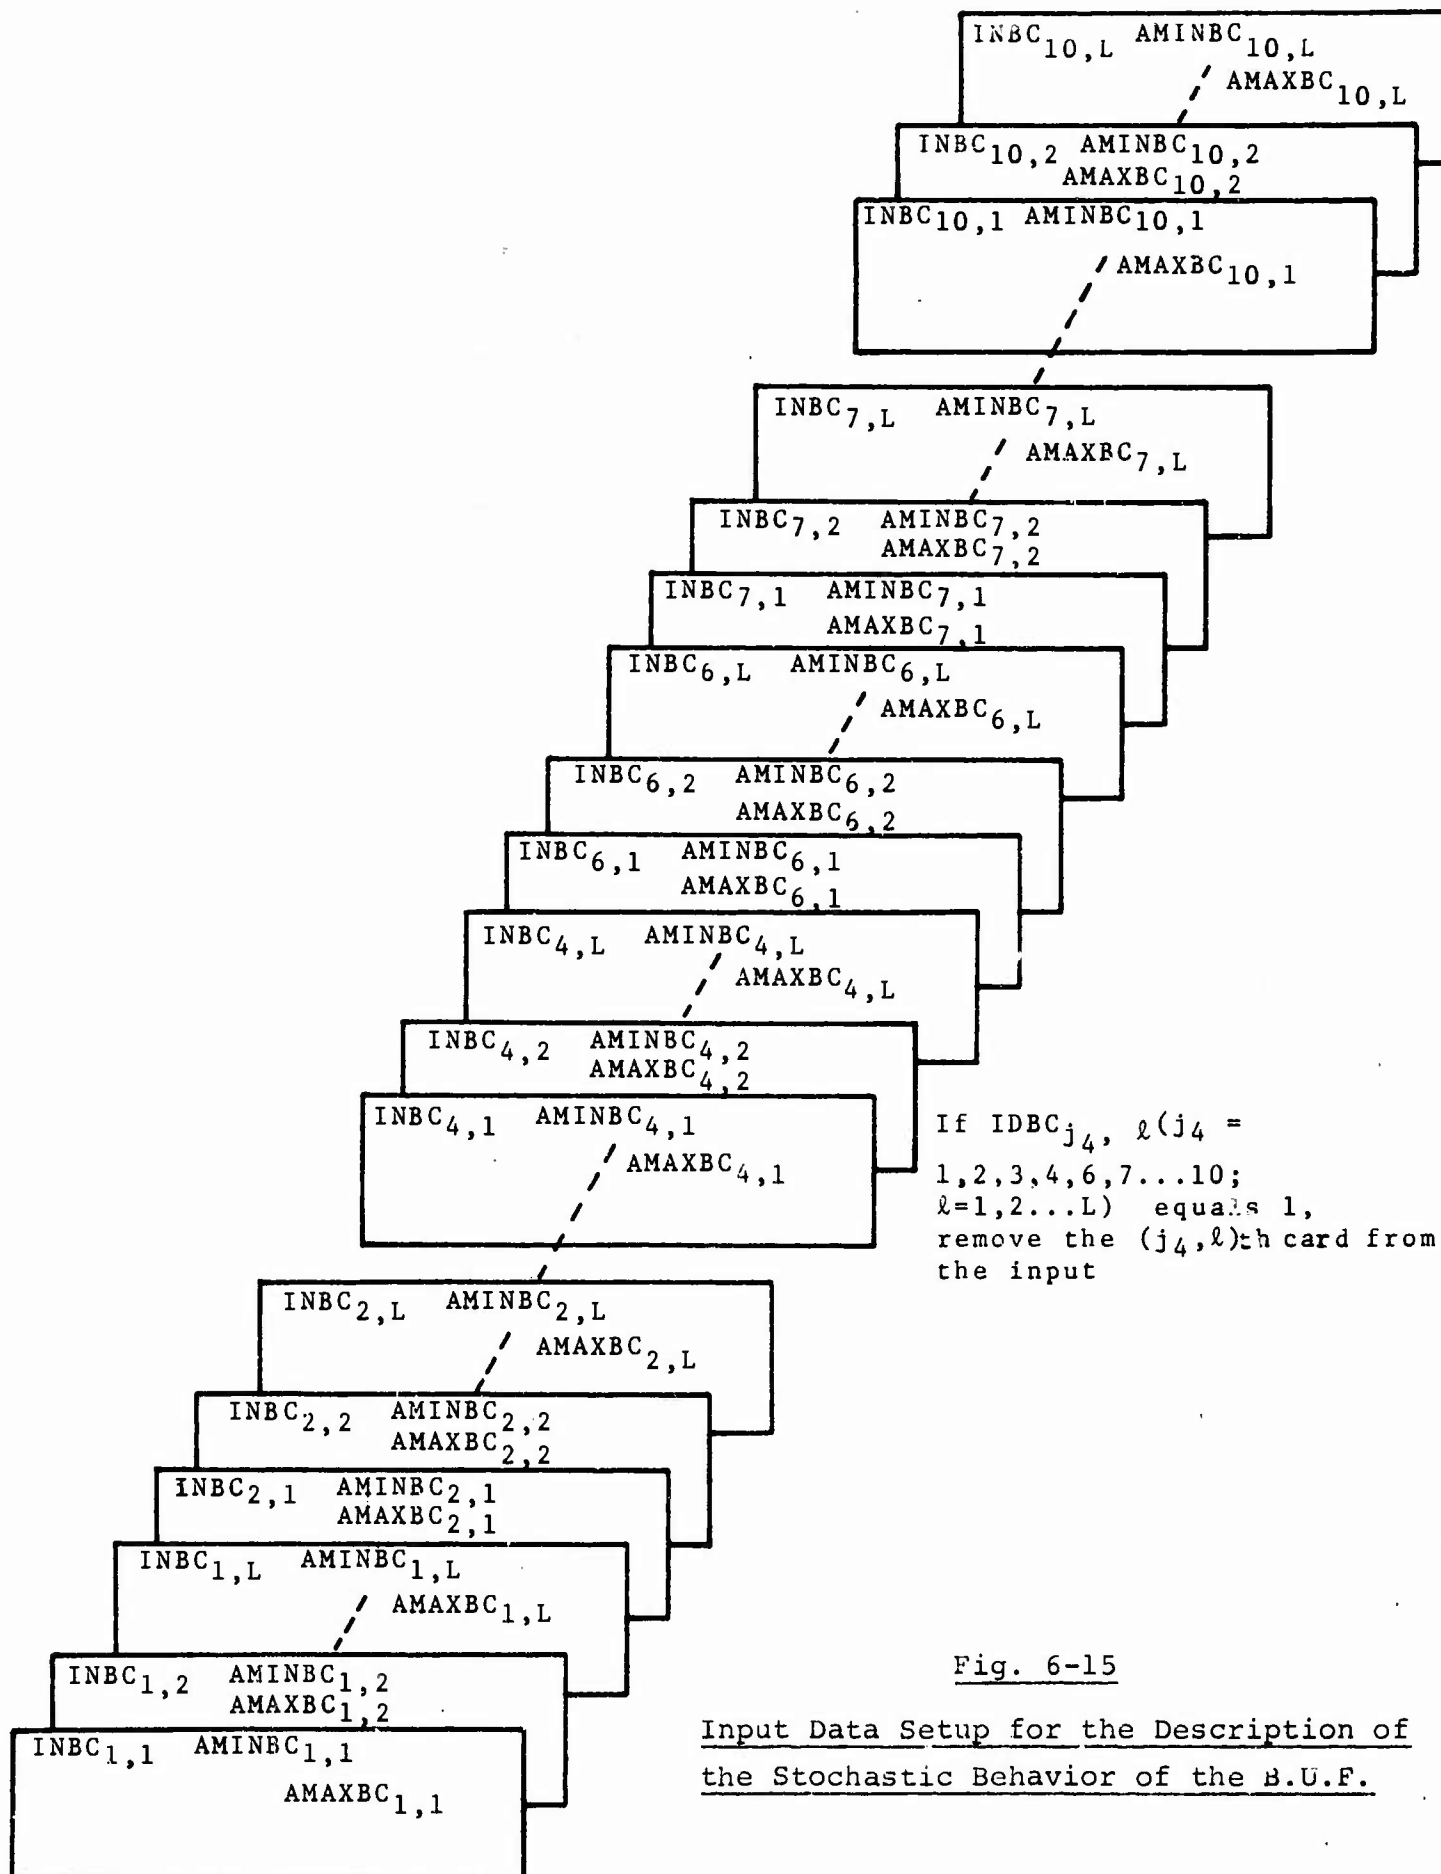 INBC10,L AMINBC10,L
AMAXBC10,L
INBC10,2 AMINBC10,2
AMAXBC10,2
INBC10,1 AMINBC10,1
AMAXBC10,1
INBC7,L AMINBC7,L
AMAXBC7,L
INBC7,2 AMINBC7,2
AMAXBC7,2
INBC7,1 AMINBC7,1
AMAXBC7,1
INBC6,L AMINBC6,L
AMAXBC6,L
INBC6,2 AMINBC6,2
AMAXBC6,2
INBC6,1 AMINBC6,1
AMAXBC6,1
INBC4,L AMINBC4,L
AMAXBC4,L
INBC4,2 AMINBC4,2
AMAXBC4,2
INBC4,1 AMINBC4,1
AMAXBC4,1
If IDBCj4, ℓ(j4 =
1,2,3,4,6,7...10;
ℓ=1,2...L) equals 1,
remove the (j4,ℓ)th card from
the input
INBC2,L AMINBC2,L
AMAXBC2,L
INBC2,2 AMINBC2,2
AMAXBC2,2
INBC2,1 AMINBC2,1
AMAXBC2,1
INBC1,L AMINBC1,L
AMAXBC1,L
INBC1,2 AMINBC1,2
AMAXBC1,2
INBC1,1 AMINBC1,1
AMAXBC1,1
Fig. 6-15
Input Data Setup for the Description of
the Stochastic Behavior of the B.U.F.